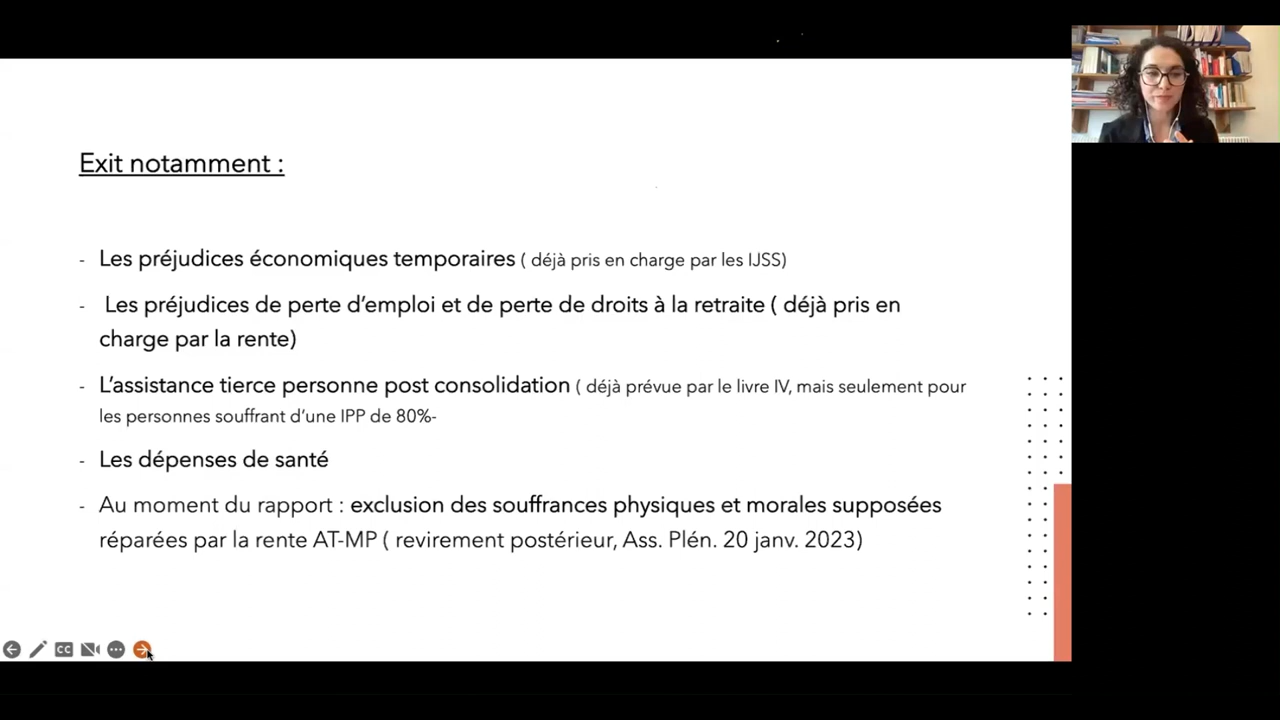 Exit notamment :
- Les préjudices économiques temporaires ( déjà pris en charge par les IJSS)
- Les préjudices de perte d’emploi et de perte de droits à la retraite ( déjà pris en
charge par la rente)
- L’assistance tierce personne post consolidation ( déjà prévue par le livre IV, mais seulement pour
les personnes souffrant d’une IPP de 80%-
- Les dépenses de santé
- Au moment du rapport : exclusion des souffrances physiques et morales supposées
réparées par la rente AT-MP ( revirement postérieur, Ass. Plén. 20 janv. 2023)
CC